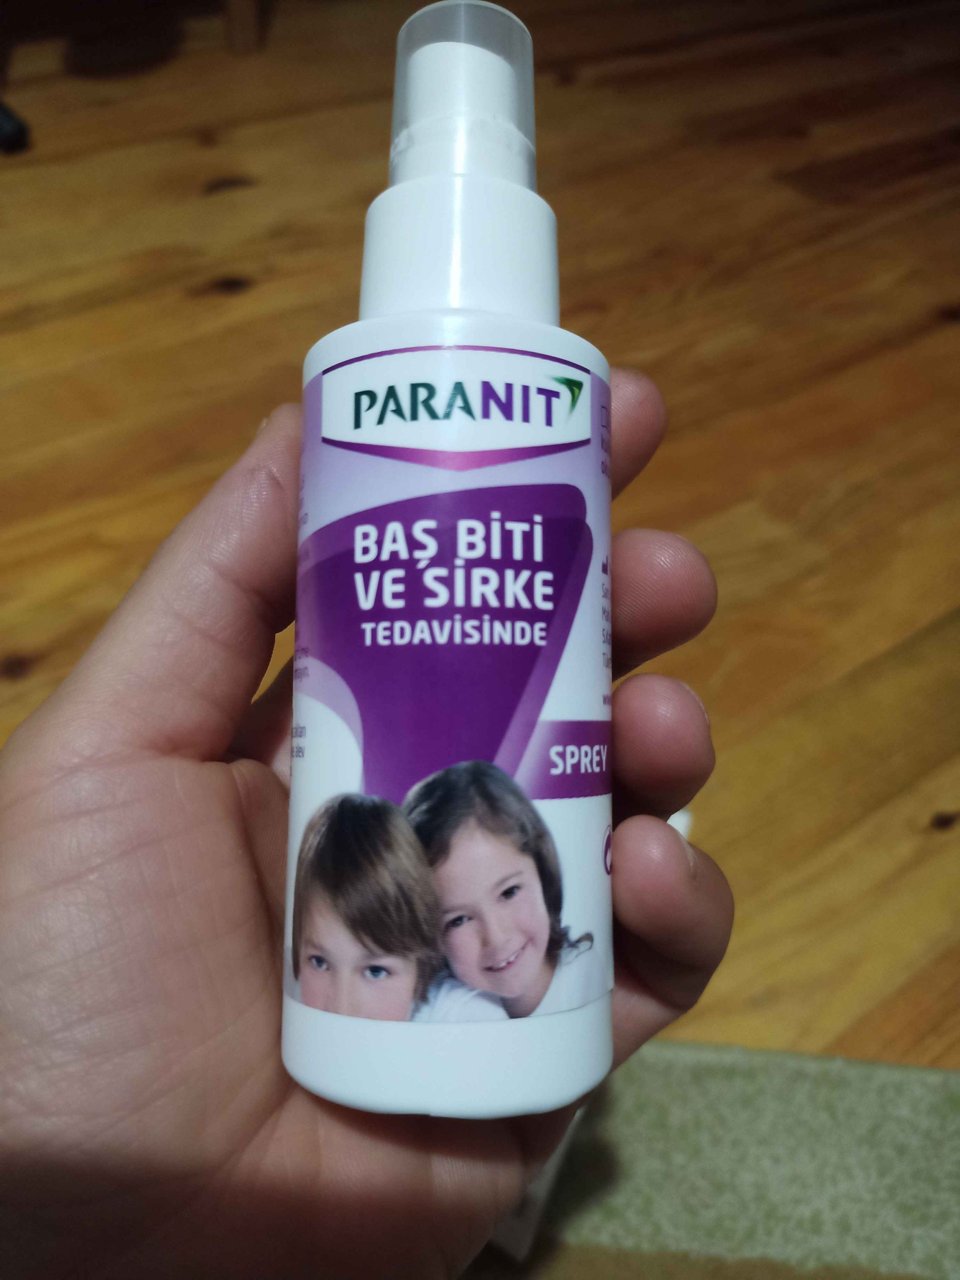 PARANIT
BAŞ BİTİ
VE SİRKE
TEDAVİSİNDE
SPREY